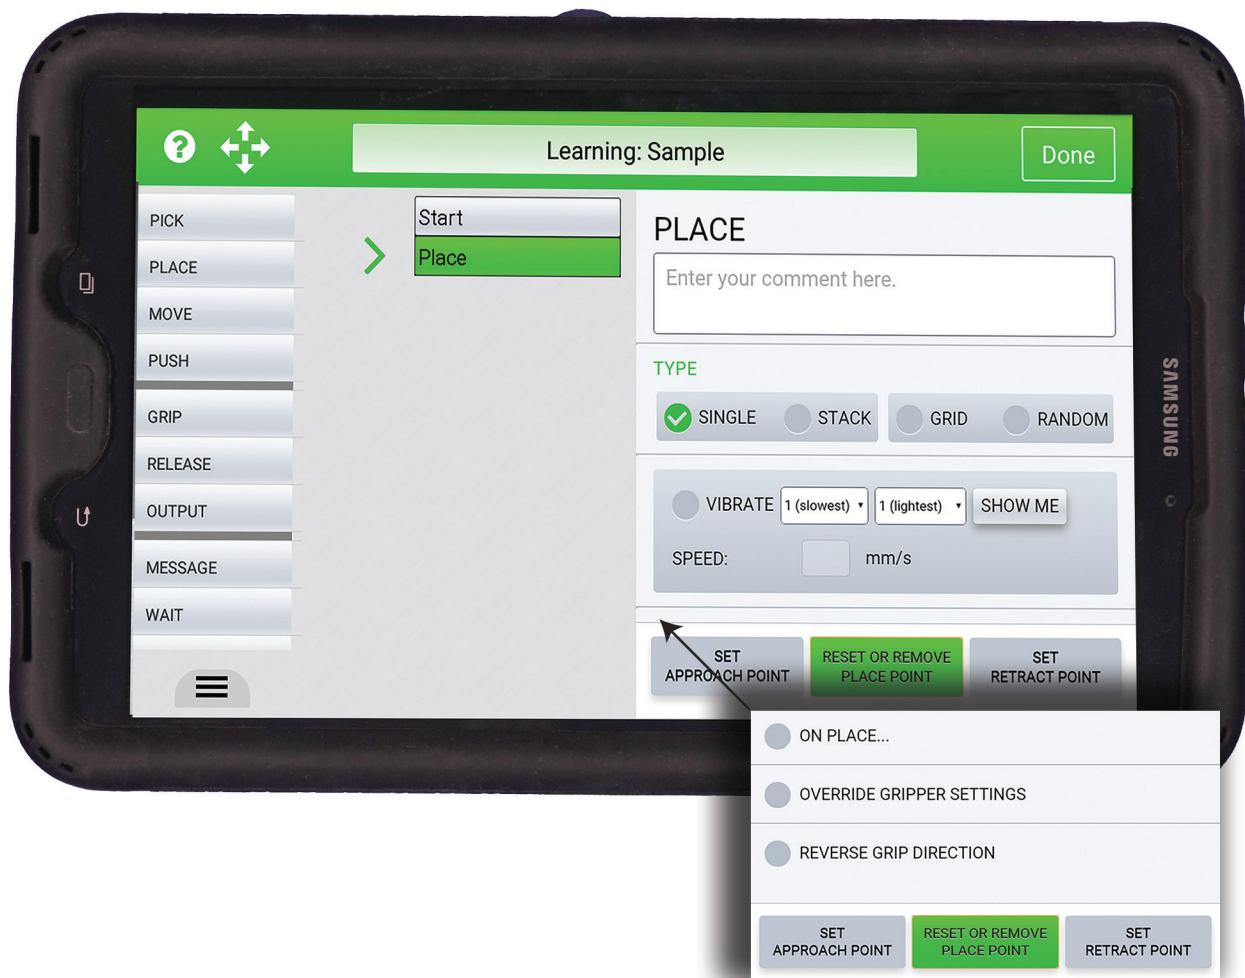 ?
Learning: Sample
Done
PICK
PLACE
MOVE
PUSH
GRIP
RELEASE
OUTPUT
MESSAGE
WAIT
Start
Place
PLACE
Enter your comment here.
TYPE
SINGLE
STACK
GRID
RANDOM
VIBRATE
1 (slowest)
1 (lightest)
SHOW ME
SPEED:
mm/s
SET
APPROACH POINT
RESET OR REMOVE
PLACE POINT
SET
RETRACT POINT
SAMSUNG
ON PLACE...
OVERRIDE GRIPPER SETTINGS
REVERSE GRIP DIRECTION
SET
APPROACH POINT
RESET OR REMOVE
PLACE POINT
SET
RETRACT POINT